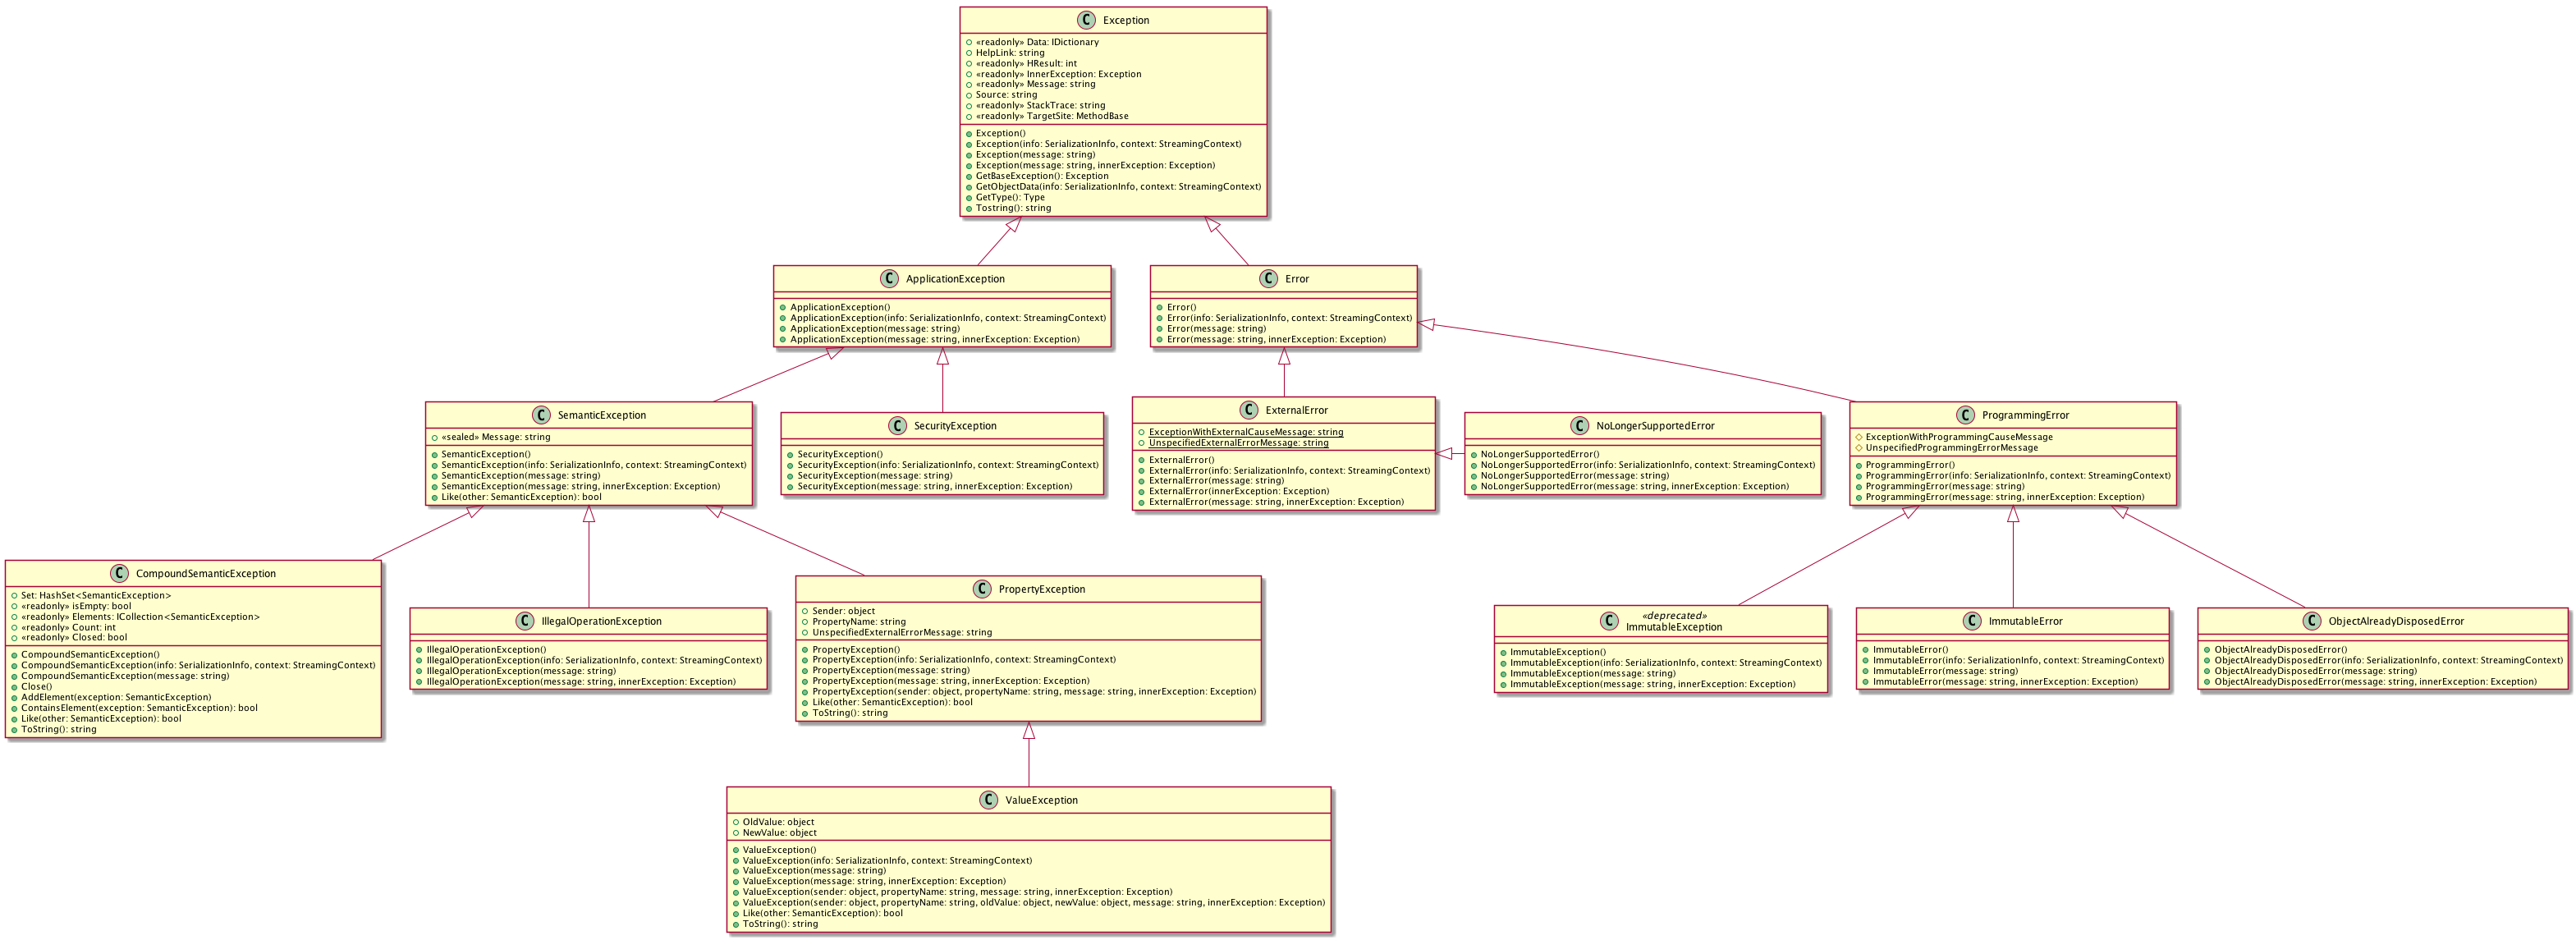 C Exception
«readonly» Data: IDictionary
HelpLink: string
«readonly» HResult: int
«readonly» InnerException: Exception
«readonly» Message: string
Source: string
«readonly» StackTrace: string
«readonly» TargetSite: MethodBase
Exception()
Exception(info: SerializationInfo, context: StreamingContext)
Exception(message: string)
Exception(message: string, innerException: Exception)
GetBaseException(): Exception
GetObjectData(info: SerializationInfo, context: StreamingContext)
GetType(): Type
Tostring(): string
C ApplicationException
ApplicationException()
ApplicationException(info: SerializationInfo, context: StreamingContext)
ApplicationException(message: string)
ApplicationException(message: string, innerException: Exception)
C Error
Error()
Error(info: SerializationInfo, context: StreamingContext)
Error(message: string)
Error(message: string, innerException: Exception)
C SemanticException
«sealed» Message: string
SemanticException()
SemanticException(info: SerializationInfo, context: StreamingContext)
SemanticException(message: string)
SemanticException(message: string, innerException: Exception)
Like(other: SemanticException): bool
C SecurityException
SecurityException()
SecurityException(info: SerializationInfo, context: StreamingContext)
SecurityException(message: string)
SecurityException(message: string, innerException: Exception)
C ExternalError
ExceptionWithExternalCauseMessage: string
UnspecifiedExternalErrorMessage: string
ExternalError()
ExternalError(info: SerializationInfo, context: StreamingContext)
ExternalError(message: string)
ExternalError(innerException: Exception)
ExternalError(message: string, innerException: Exception)
C NoLongerSupportedError
NoLongerSupportedError()
NoLongerSupportedError(info: SerializationInfo, context: StreamingContext)
NoLongerSupportedError(message: string)
NoLongerSupportedError(message: string, innerException: Exception)
C ProgrammingError
ExceptionWithProgrammingCauseMessage
UnspecifiedProgrammingErrorMessage
ProgrammingError()
ProgrammingError(info: SerializationInfo, context: StreamingContext)
ProgrammingError(message: string)
ProgrammingError(message: string, innerException: Exception)
C CompoundSemanticException
Set: HashSet<SemanticException>
«readonly» isEmpty: bool
«readonly» Elements: ICollection<SemanticException>
«readonly» Count: int
«readonly» Closed: bool
CompoundSemanticException()
CompoundSemanticException(info: SerializationInfo, context: StreamingContext)
CompoundSemanticException(message: string)
Close()
AddElement(exception: SemanticException)
ContainsElement(exception: SemanticException): bool
Like(other: SemanticException): bool
ToString(): string
C IllegalOperationException
IllegalOperationException()
IllegalOperationException(info: SerializationInfo, context: StreamingContext)
IllegalOperationException(message: string)
IllegalOperationException(message: string, innerException: Exception)
C PropertyException
Sender: object
PropertyName: string
UnspecifiedExternalErrorMessage: string
PropertyException()
PropertyException(info: SerializationInfo, context: StreamingContext)
PropertyException(message: string)
PropertyException(message: string, innerException: Exception)
PropertyException(sender: object, propertyName: string, message: string, innerException: Exception)
Like(other: SemanticException): bool
ToString(): string
«deprecated»
C ImmutableException
ImmutableException()
ImmutableException(info: SerializationInfo, context: StreamingContext)
ImmutableException(message: string)
ImmutableException(message: string, innerException: Exception)
C ImmutableError
ImmutableError()
ImmutableError(info: SerializationInfo, context: StreamingContext)
ImmutableError(message: string)
ImmutableError(message: string, innerException: Exception)
C ObjectAlreadyDisposedError
ObjectAlreadyDisposedError()
ObjectAlreadyDisposedError(info: SerializationInfo, context: StreamingContext)
ObjectAlreadyDisposedError(message: string)
ObjectAlreadyDisposedError(message: string, innerException: Exception)
C ValueException
OldValue: object
NewValue: object
ValueException()
ValueException(info: SerializationInfo, context: StreamingContext)
ValueException(message: string)
ValueException(message: string, innerException: Exception)
ValueException(sender: object, propertyName: string, message: string, innerException: Exception)
ValueException(sender: object, propertyName: string, oldValue: object, newValue: object, message: string, innerException: Exception)
Like(other: SemanticException): bool
ToString(): string